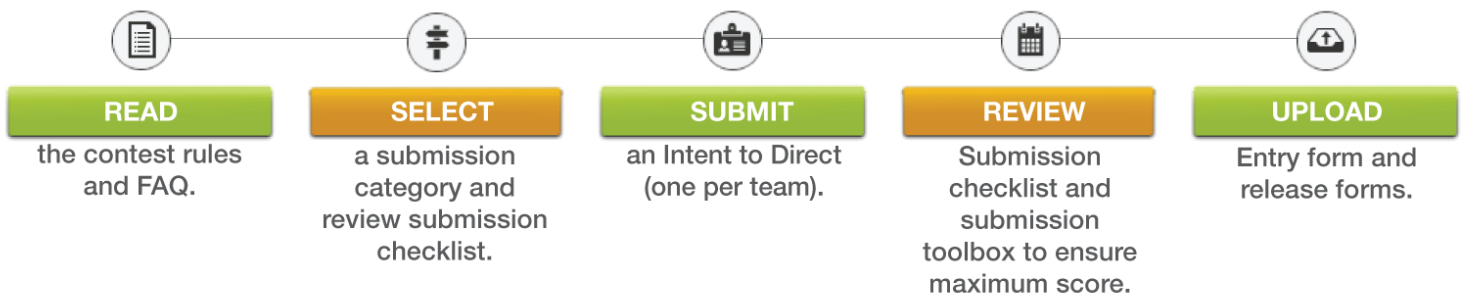 READ
the contest rules
and FAQ.
SELECT
a submission
category and
review submission
checklist.
SUBMIT
an Intent to Direct
(one per team).
REVIEW
Submission
checklist and
submission
toolbox to ensure
maximum score.
UPLOAD
Entry form and
release forms.